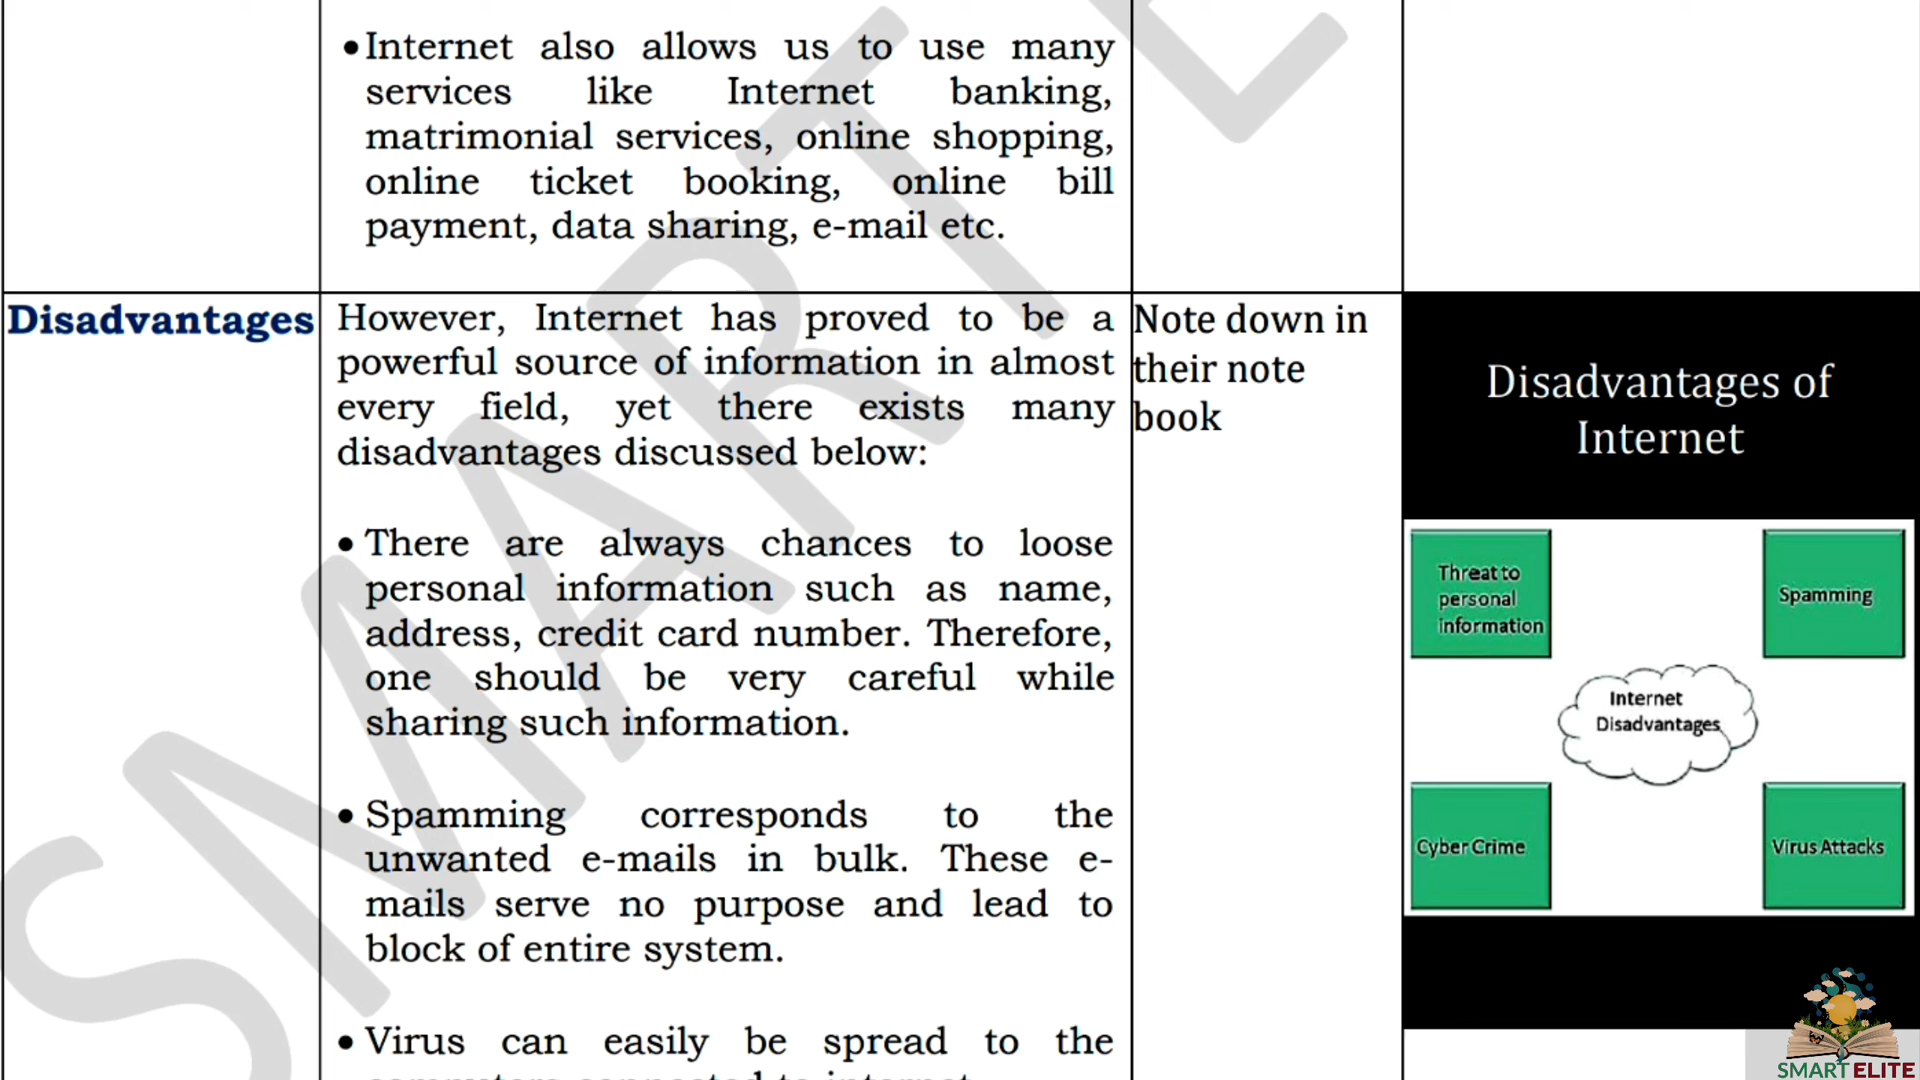 • Internet also allows us to use many
services like Internet banking,
matrimonial services, online shopping,
online ticket booking, online bill
payment, data sharing, e-mail etc.
Disadvantages
However, Internet has proved to be a
powerful source of information in almost
every field, yet there exists many
disadvantages discussed below:
• There are always chances to loose
personal information such as name,
address, credit card number. Therefore,
one should be very careful while
sharing such information.
• Spamming corresponds to the
unwanted e-mails in bulk. These e-
mails serve no purpose and lead to
block of entire system.
• Virus can easily be spread to the
computers connected to internet
Note down in
their note
book
Disadvantages of
Internet
Threat to
personal
information
Spamming
Internet
Disadvantages
Cyber Crime
Virus Attacks
SMART ELITE
SMART E